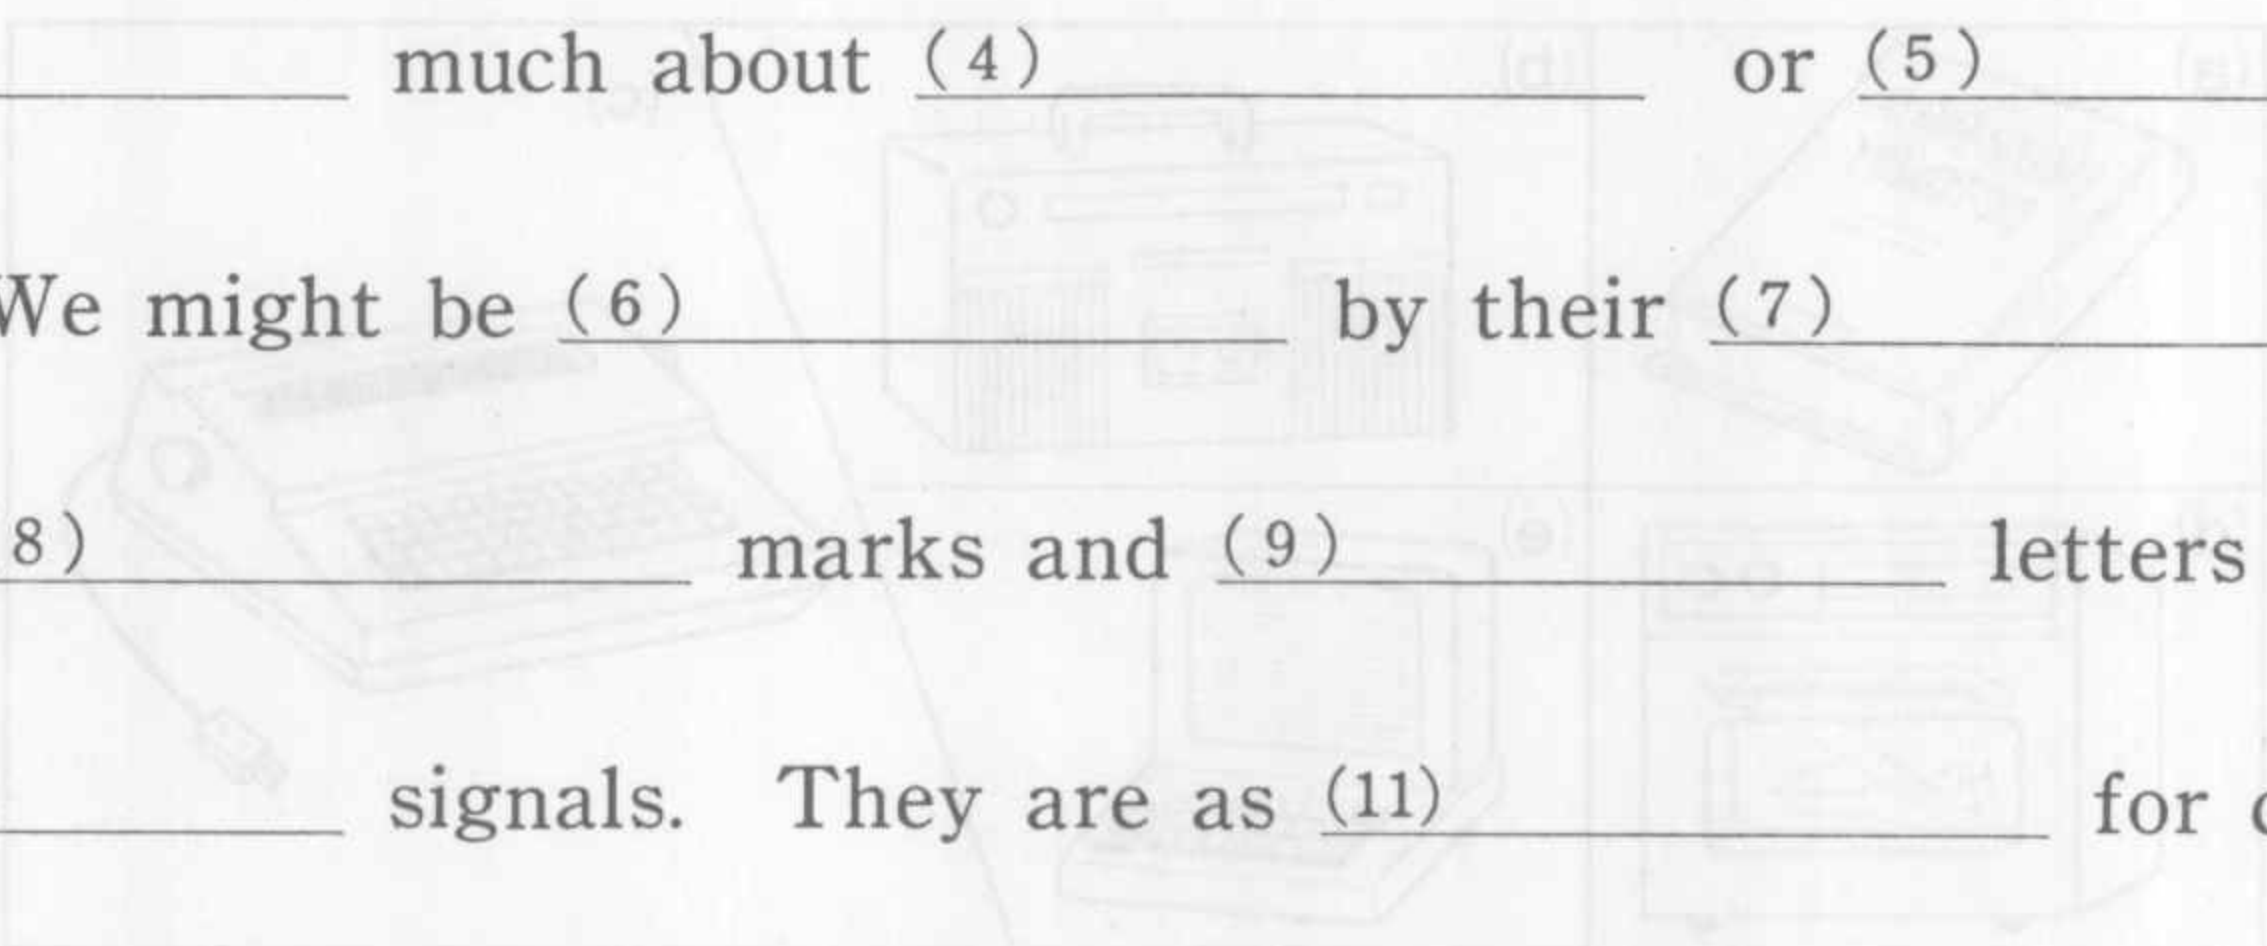 much about (4) or (5)
We might be (6) by their (7)
8) marks and (9) letters
signals. They are as (11) for